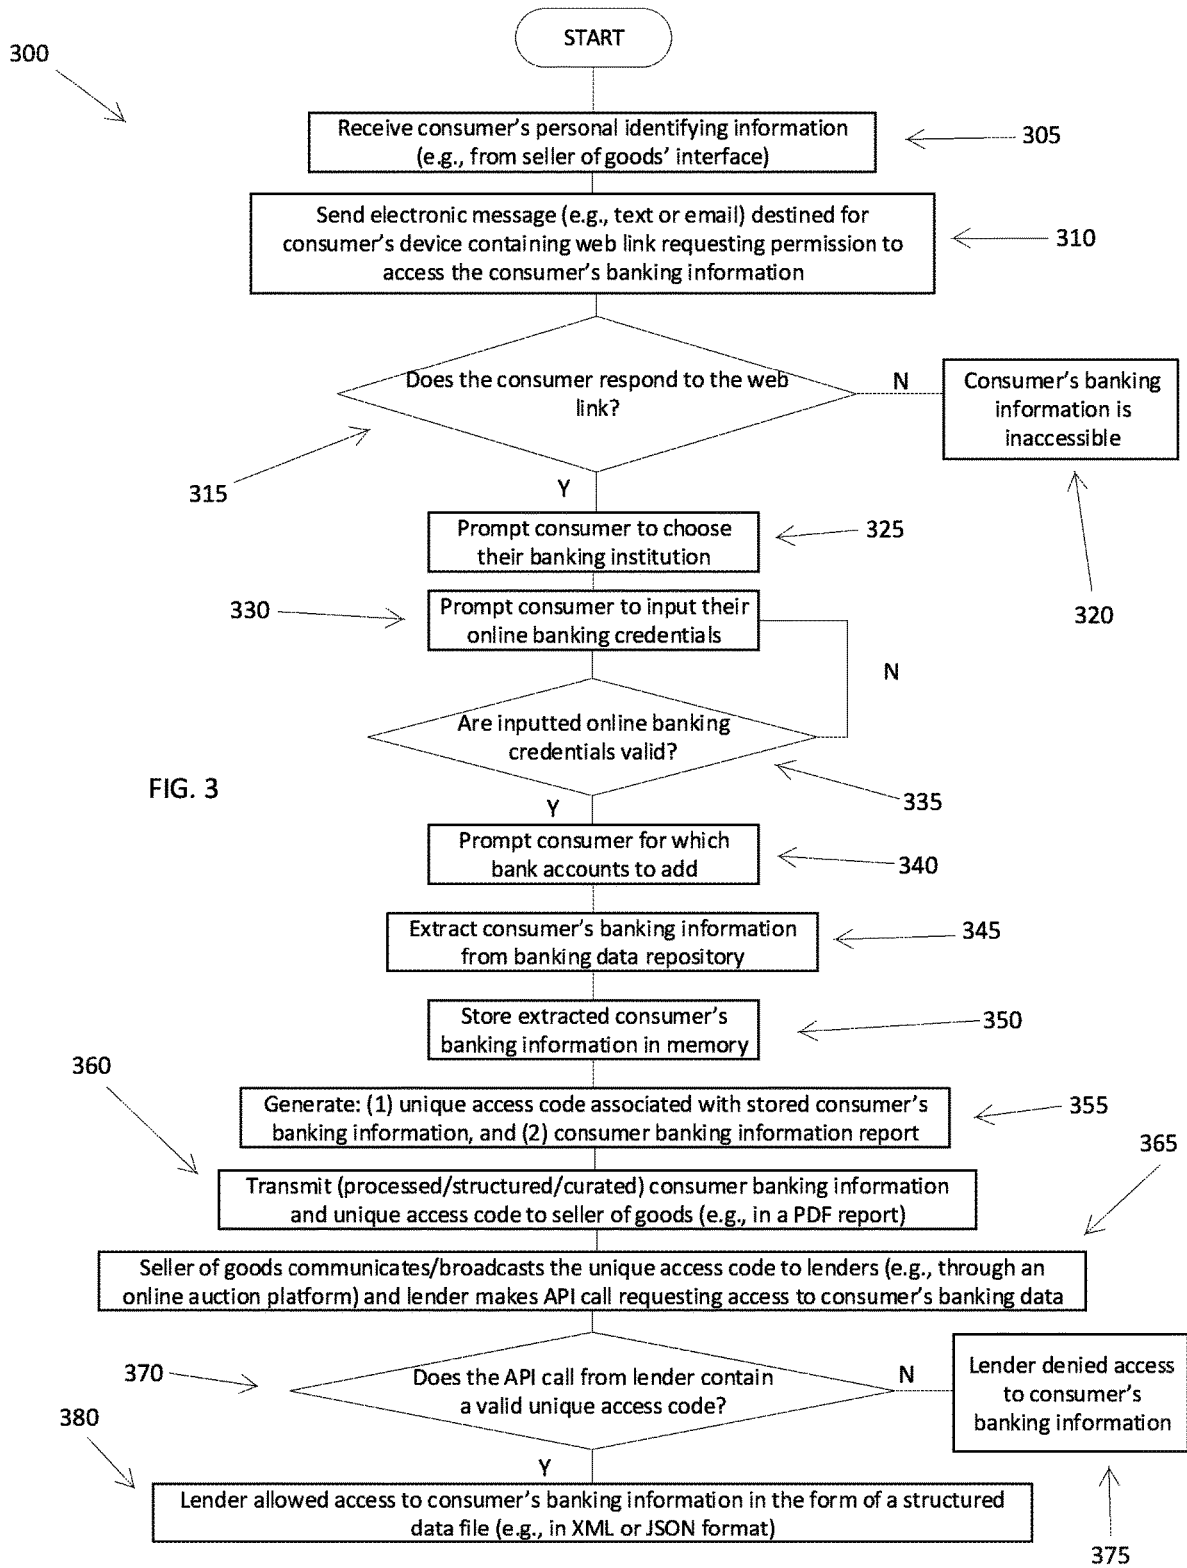 START
300
Receive consumer's personal identifying information
(e.g., from seller of goods' interface)
305
Send electronic message (e.g., text or email) destined for
consumer's device containing web link requesting permission to
access the consumer's banking information
310
Does the consumer respond to the web
link?
N
Consumer's banking
information is
inaccessible
315
Y
320
Prompt consumer to choose
their banking institution
325
330
Prompt consumer to input their
online banking credentials
N
Are inputted online banking
credentials valid?
FIG. 3
335
Y
Prompt consumer for which
bank accounts to add
340
Extract consumer's banking information
from banking data repository
345
Store extracted consumer's
banking information in memory
350
360
Generate: (1) unique access code associated with stored consumer's
banking information, and (2) consumer banking information report
355
365
Transmit (processed/structured/curated) consumer banking information
and unique access code to seller of goods (e.g., in a PDF report)
Seller of goods communicates/broadcasts the unique access code to lenders (e.g., through an
online auction platform) and lender makes API call requesting access to consumer's banking data
370
Does the API call from lender contain
a valid unique access code?
N
Lender denied access
to consumer's
banking information
380
Y
Lender allowed access to consumer's banking information in the form of a structured
data file (e.g., in XML or JSON format)
375